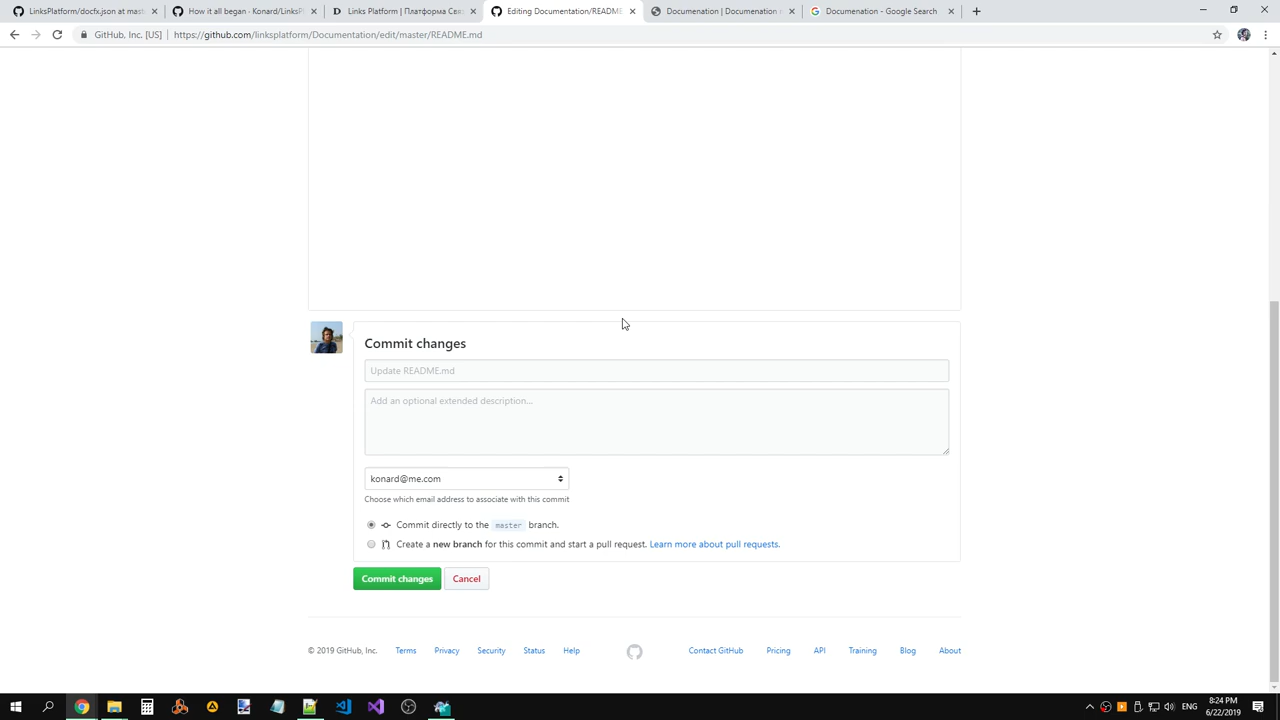 LinksPlatform/docfx.json at mast
How it all began - Konard/LinksPl
Links Platform | Платформа Свя
Editing Documentation/README
Documentation | Documentation r
Documenation - Google Search
GitHub, Inc. [US] | https://github.com/linksplatform/Documentation/edit/master/README.md
Commit changes
Update README.md
Add an optional extended description...
konard@me.com
Choose which email address to associate with this commit
Commit directly to the master branch.
Create a new branch for this commit and start a pull request. Learn more about pull requests.
Commit changes
Cancel
© 2019 GitHub, Inc. Terms Privacy Security Status Help Contact GitHub Pricing API Training Blog About
ENG
8:24 PM
6/22/2019